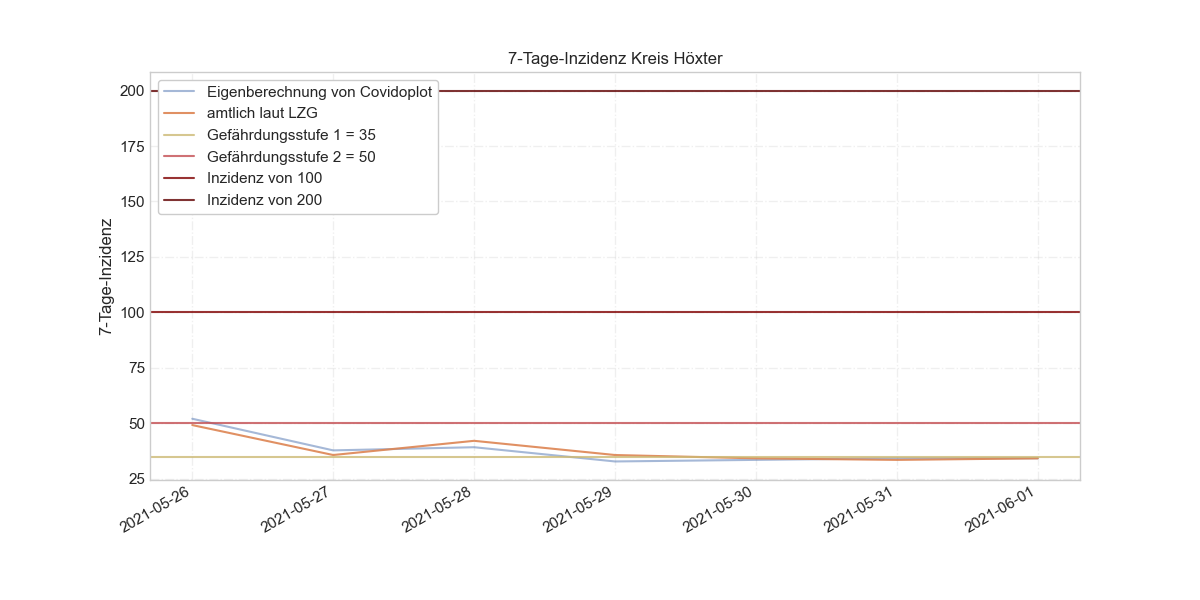 7-Tage-Inzidenz Kreis Höxter
Eigenberechnung von Covidoplot
amtlich laut LZG
Gefährdungsstufe 1 = 35
Gefährdungsstufe 2 = 50
Inzidenz von 100
Inzidenz von 200
7-Tage-Inzidenz
200
175
150
125
100
75
50
25
2021-05-26
2021-05-27
2021-05-28
2021-05-29
2021-05-30
2021-05-31
2021-06-01